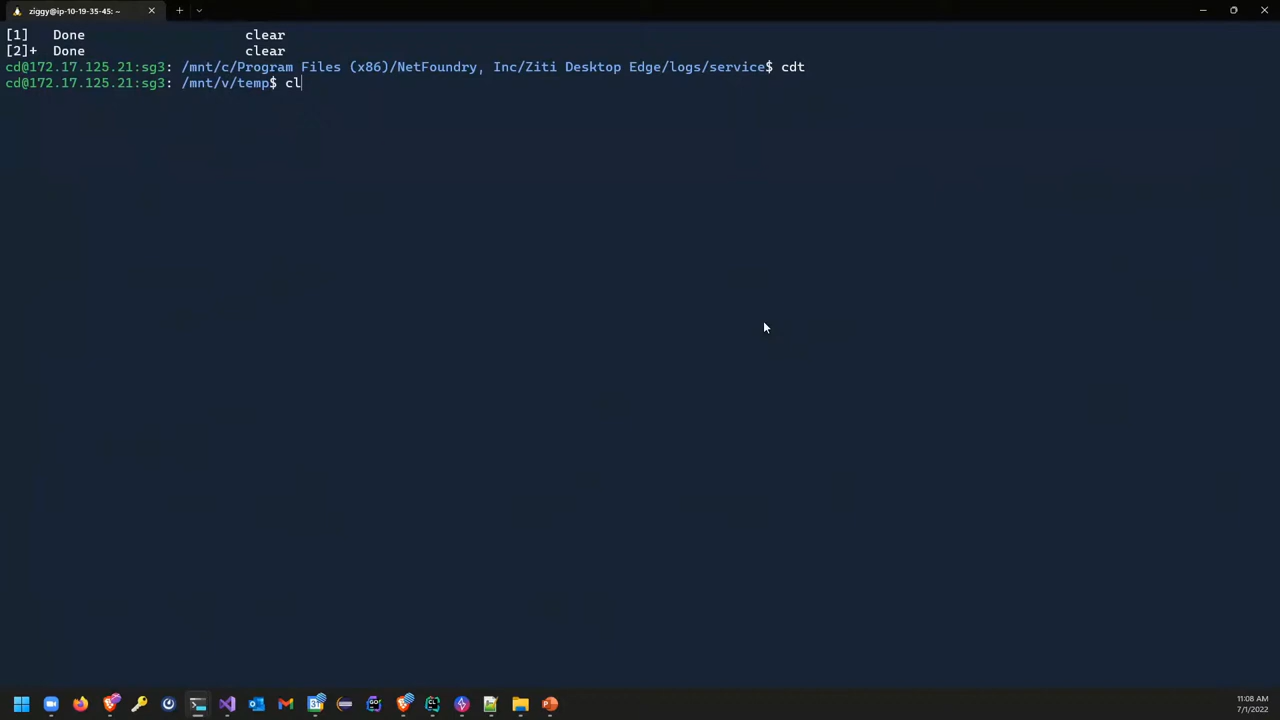 ziggy@ip-10-19-35-45: ~
[1]   Done                    clear
[2]+  Done                    clear
cd@172.17.125.21:sg3: /mnt/c/Program Files (x86)/NetFoundry, Inc/Ziti Desktop Edge/logs/service$ cdt
cd@172.17.125.21:sg3: /mnt/v/temp$ cl
11:08 AM
7/1/2022